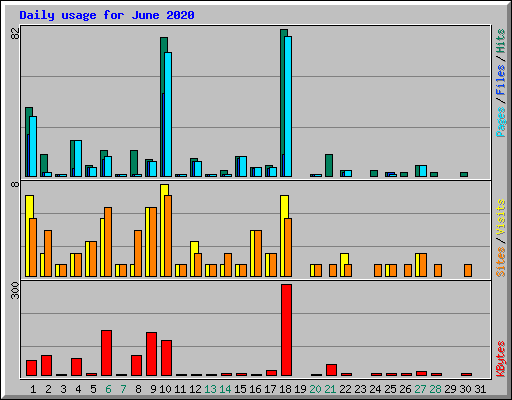 Daily usage for June 2020
82
Pages / Files / Hits
8
Sites / Visits
300
KBytes
1 2 3 4 5 6 7 8 9 10 11 12 13 14 15 16 17 18 19 20 21 22 23 24 25 26 27 28 29 30 31